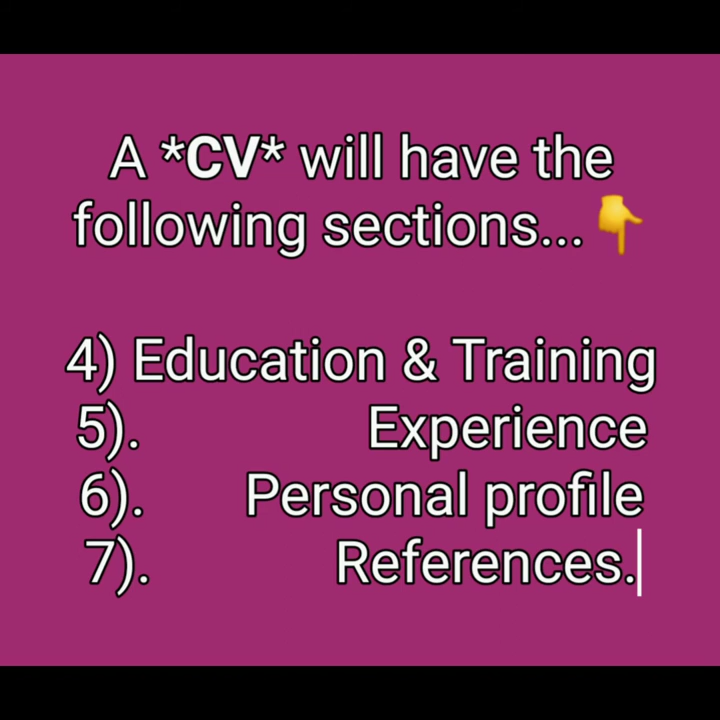 A *CV* will have the
following sections...👇
4) Education & Training
5). Experience
6). Personal profile
7). References.